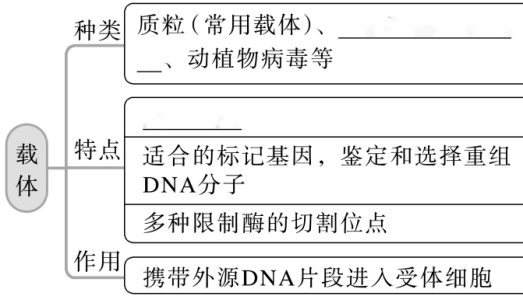 种类
质粒（常用载体）、
、动植物病毒等
载体
特点
适合的标记基因，鉴定和选择重组
DNA分子
多种限制酶的切割位点
作用
携带外源DNA片段进入受体细胞